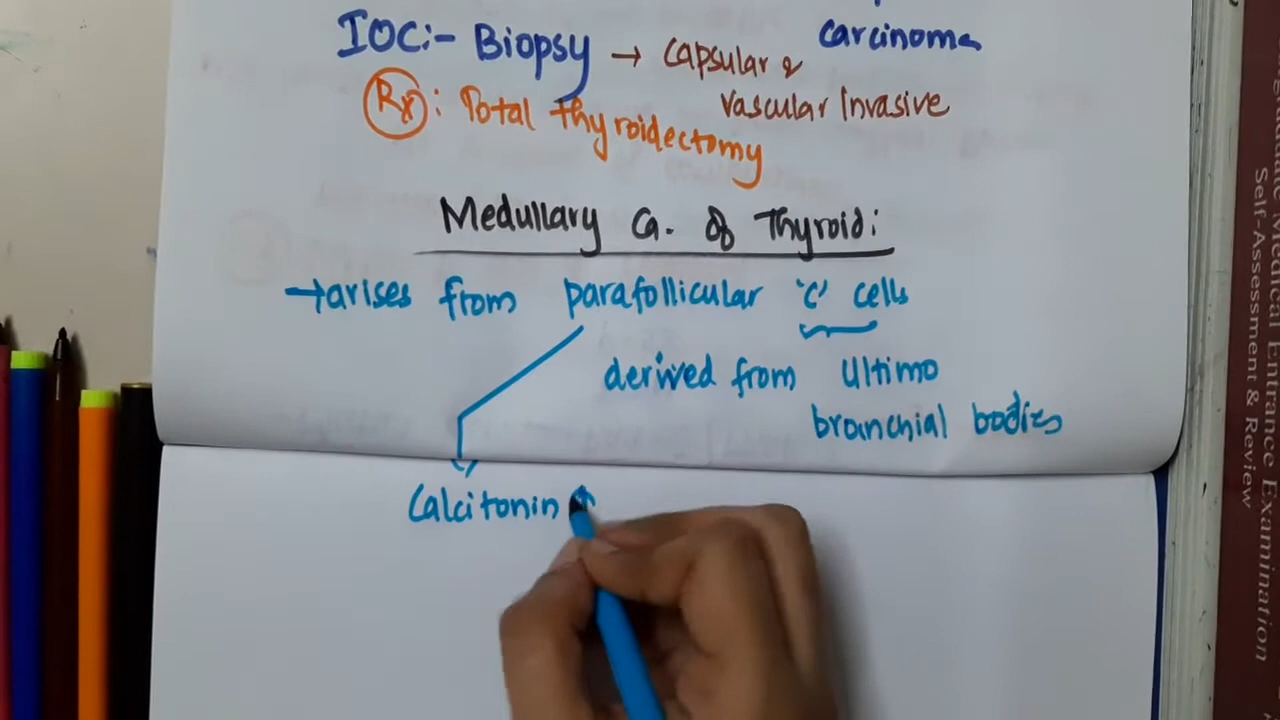 IOC:- Biopsy → capsular &
carcinoma
vascular Invasive
Rx: Total thyroidectomy
Medullary Ca. of Thyroid:
→arises from parafollicular 'C' cells
derived from Ultimo
branchial bodies
Calcitonin ↑
Medical Entrance Examination
Self-Assessment & Review